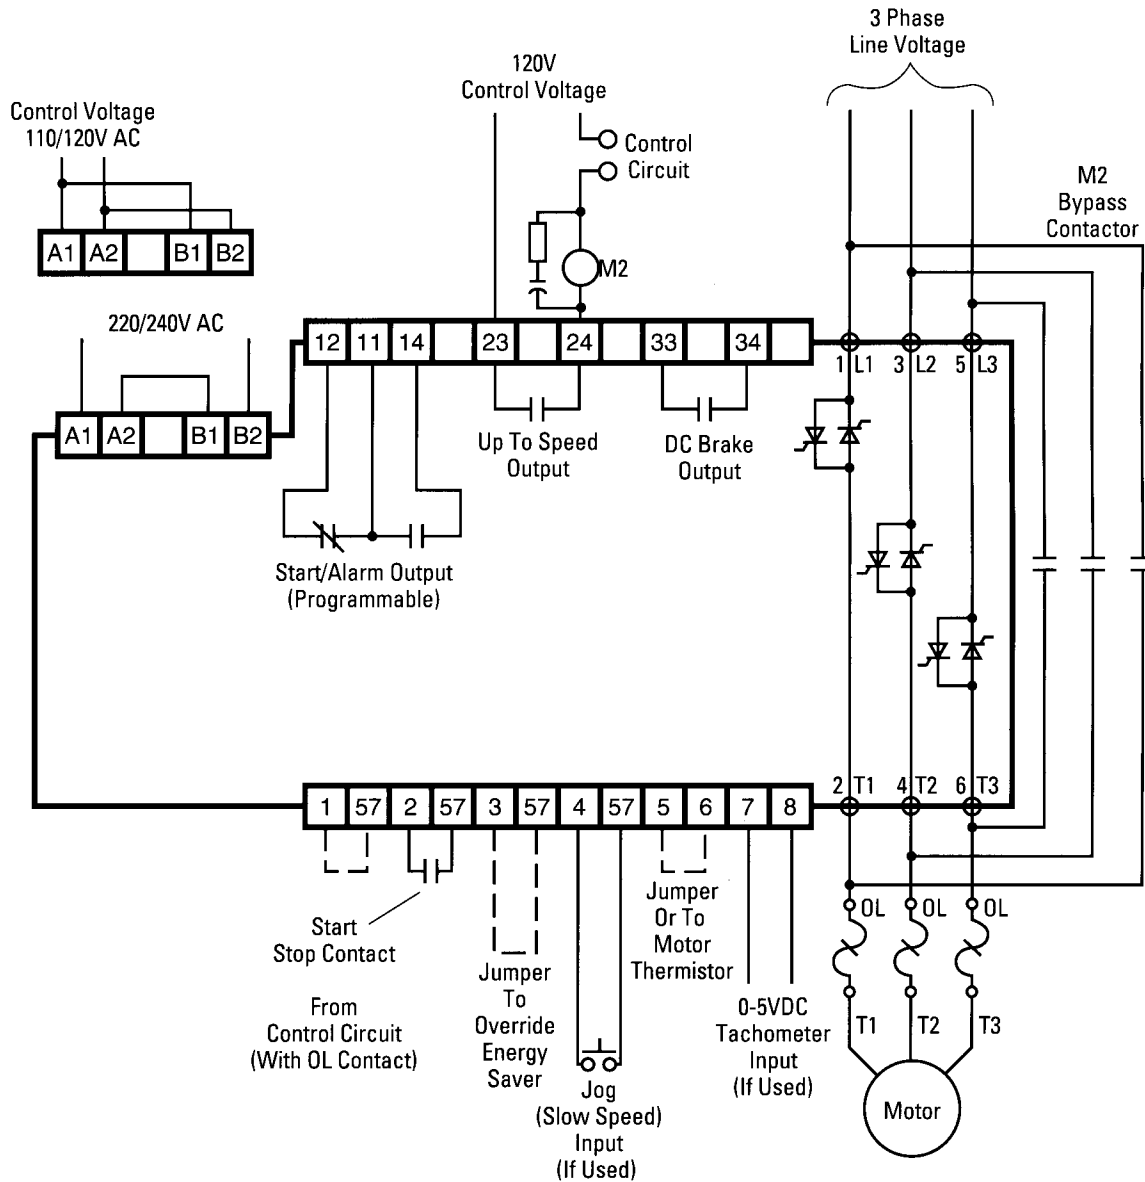 3 Phase
Line Voltage
120V
Control Voltage
Control Voltage
110/120V AC
Control
Circuit
M2
Bypass
Contactor
A1 A2 B1 B2
M2
220/240V AC
12 11 14 23 24 33 34
1 L1 3 L2 5 L3
A1 A2 B1 B2
Up To Speed
Output
DC Brake
Output
Start/Alarm Output
(Programmable)
2 T1 4 T2 6 T3
1 57 2 57 3 57 4 57 5 6 7 8
Start
Stop Contact
From
Control Circuit
(With OL Contact)
Jumper
To
Override
Energy
Saver
Jog
(Slow Speed)
Input
(If Used)
Jumper
Or To
Motor
Thermistor
0-5VDC
Tachometer
Input
(If Used)
OL OL OL
T1 T2 T3
Motor